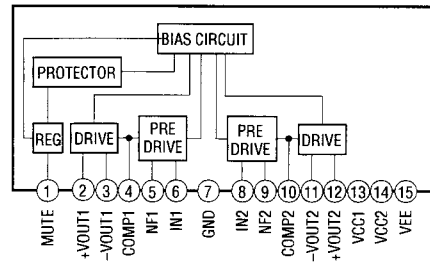 BIAS CIRCUIT
PROTECTOR
REG
DRIVE
PRE
DRIVE
PRE
DRIVE
DRIVE
1
2
3
4
5
6
7
8
9
10
11
12
13
14
15
MUTE
+VOUT1
-VOUT1
COMP1
NF1
IN1
GND
IN2
NF2
COMP2
-VOUT2
+VOUT2
VCC1
VCC2
VEE